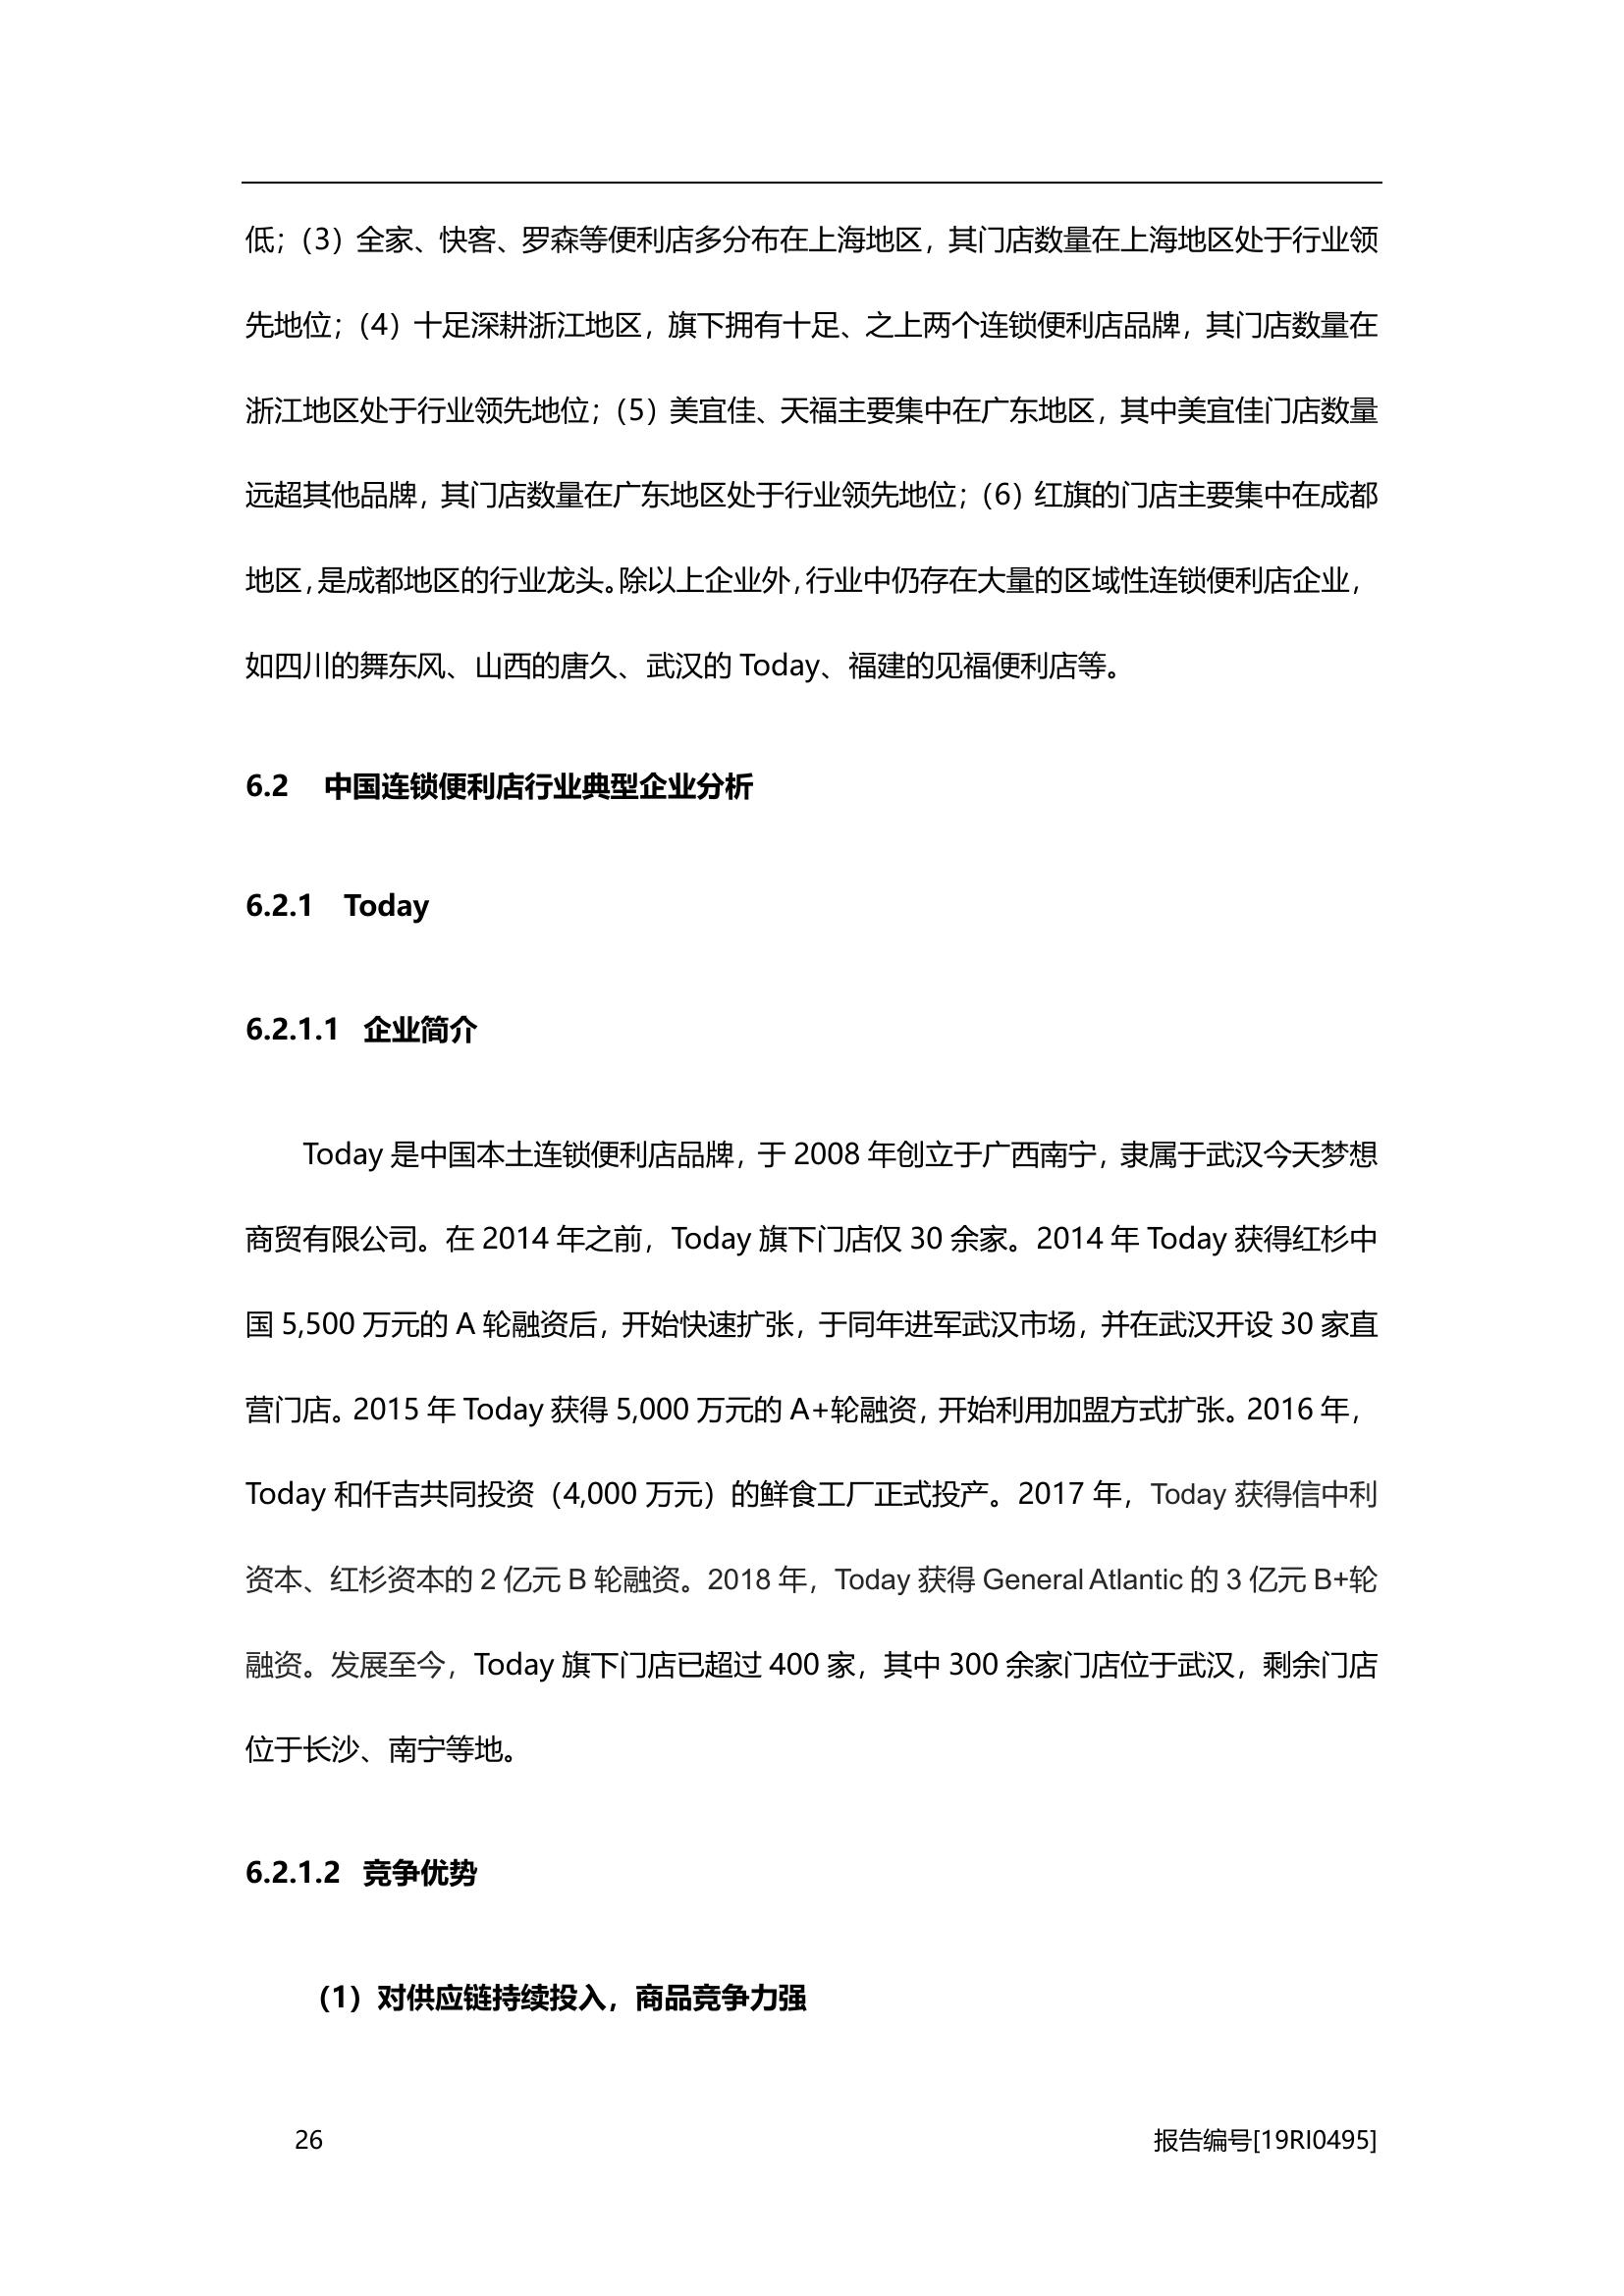 低；（3）全家、快客、罗森等便利店多分布在上海地区，其门店数量在上海地区处于行业领
先地位；（4）十足深耕浙江地区，旗下拥有十足、之上两个连锁便利店品牌，其门店数量在
浙江地区处于行业领先地位；（5）美宜佳、天福主要集中在广东地区，其中美宜佳门店数量
远超其他品牌，其门店数量在广东地区处于行业领先地位；（6）红旗的门店主要集中在成都
地区，是成都地区的行业龙头。除以上企业外，行业中仍存在大量的区域性连锁便利店企业，
如四川的舞东风、山西的唐久、武汉的 Today、福建的见福便利店等。
6.2 中国连锁便利店行业典型企业分析
6.2.1 Today
6.2.1.1 企业简介
Today 是中国本土连锁便利店品牌，于 2008 年创立于广西南宁，隶属于武汉今天梦想
商贸有限公司。在 2014 年之前，Today 旗下门店仅 30 余家。2014 年 Today 获得红杉中
国 5,500 万元的 A 轮融资后，开始快速扩张，于同年进军武汉市场，并在武汉开设 30 家直
营门店。2015 年 Today 获得 5,000 万元的 A+轮融资，开始利用加盟方式扩张。2016 年，
Today 和仟吉共同投资（4,000 万元）的鲜食工厂正式投产。2017 年，Today 获得信中利
资本、红杉资本的 2 亿元 B 轮融资。2018 年，Today 获得 General Atlantic 的 3 亿元 B+轮
融资。发展至今，Today 旗下门店已超过 400 家，其中 300 余家门店位于武汉，剩余门店
位于长沙、南宁等地。
6.2.1.2 竞争优势
（1）对供应链持续投入，商品竞争力强
26 报告编号[19RI0495]